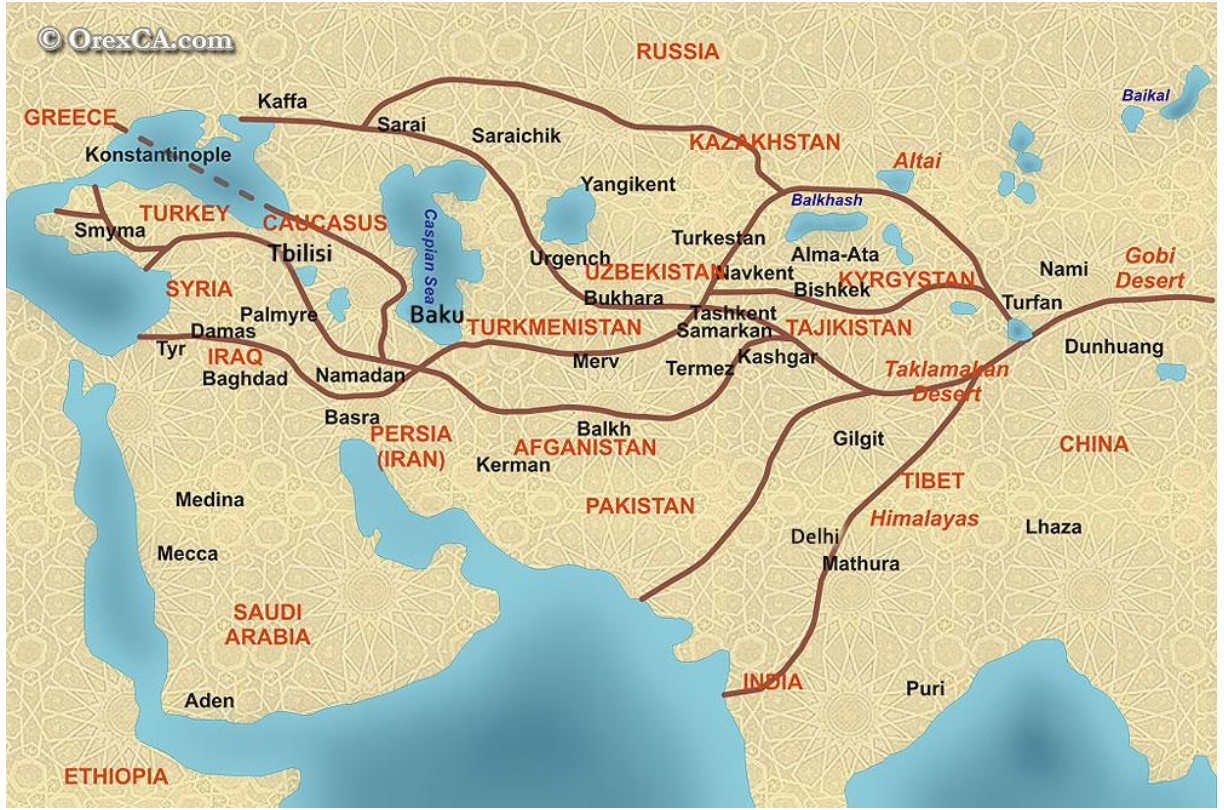 © OrexCA.com
RUSSIA
Baikal
Kaffa
GREECE
Sarai
Saraichik
KAZAKHSTAN
Konstantinople
Altai
Yangikent
Balkhash
TURKEY
CAUCASUS
Smyrna
Caspian Sea
Turkestan
Tbilisi
Alma-Ata
Urgench
UZBEKISTAN
Navkent
KYRGYSTAN
Nami
Gobi
Desert
SYRIA
Bishkek
Bukhara
Turfan
Palmyre
Baku
Tashkent
Damas
TURKMENISTAN
Samarkan
TAJIKISTAN
Tyr
IRAQ
Merv
Kashgar
Dunhuang
Baghdad
Namadan
Termez
Taklamakan
Desert
Basra
PERSIA
(IRAN)
Balkh
AFGANISTAN
Gilgit
CHINA
Kerman
TIBET
Medina
PAKISTAN
Himalayas
Lhaza
Delhi
Mecca
Mathura
SAUDI
ARABIA
INDIA
Puri
Aden
ETHIOPIA